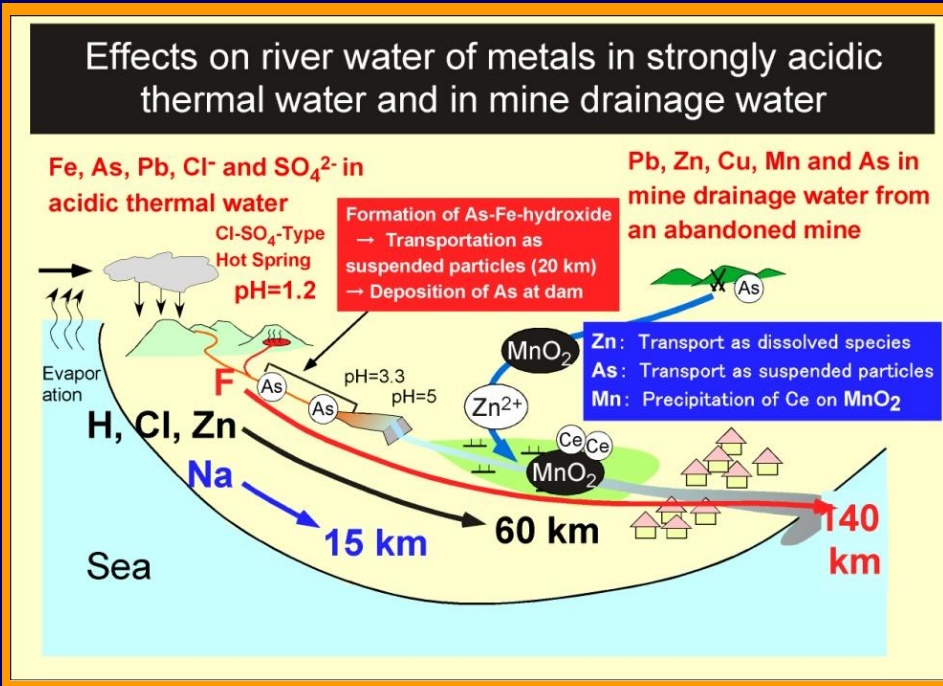 Effects on river water of metals in strongly acidic
thermal water and in mine drainage water
Fe, As, Pb, Cl⁻ and SO₄²⁻ in
acidic thermal water
Cl-SO₄-Type
Hot Spring
pH=1.2
Formation of As-Fe-hydroxide
→ Transportation as
suspended particles (20 km)
→ Deposition of As at dam
Pb, Zn, Cu, Mn and As in
mine drainage water from
an abandoned mine
As
MnO₂
Zn: Transport as dissolved species
As: Transport as suspended particles
Mn: Precipitation of Ce on MnO₂
Evapor
ation
F
As
As
pH=3.3
pH=5
Zn²⁺
Ce Ce
MnO₂
H, Cl, Zn
Na
15 km
60 km
140
km
Sea